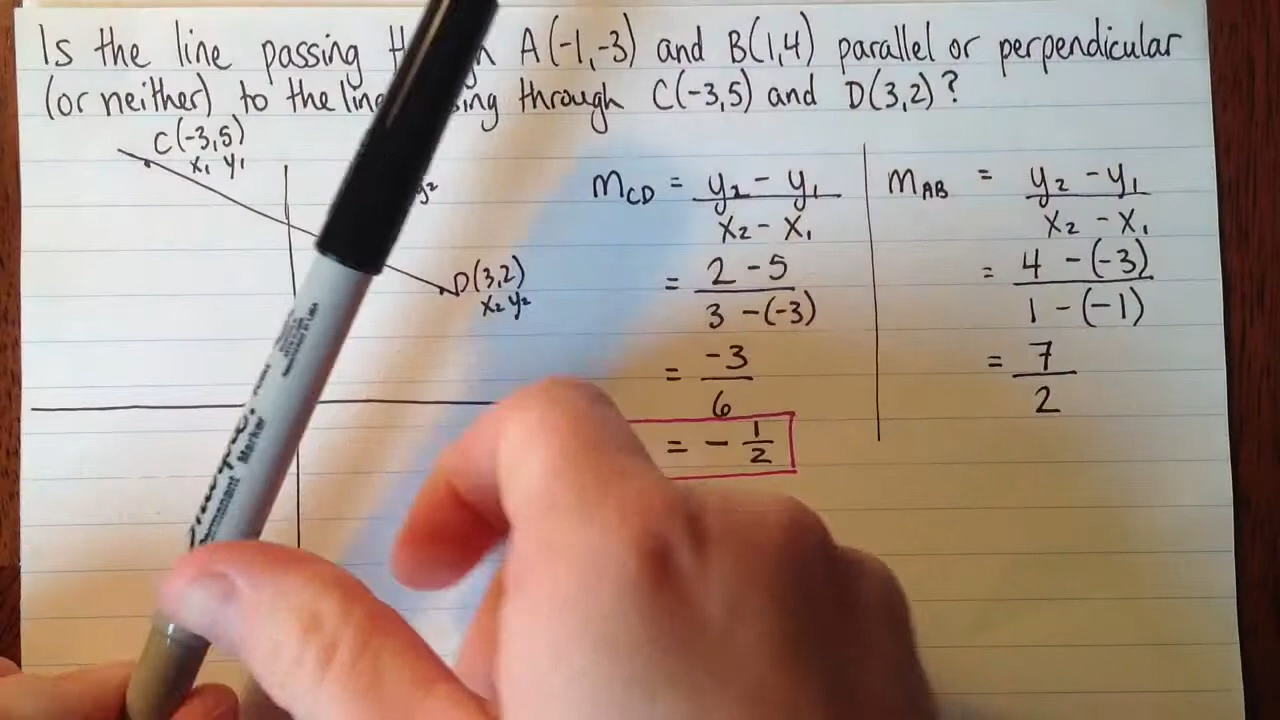 Is the line passing A(-1,-3) and B(1,4) parallel or perpendicular
(or neither) to the line through C(-3,5) and D(3,2)?
C(-3,5)
x₁ y₁
D(3,2)
x₂ y₂
m_CD = (y₂ - y₁)/(x₂ - x₁)
= (2 - 5)/(3 - (-3))
= -3/6
= - 1/2
m_AB = (y₂ - y₁)/(x₂ - x₁)
= (4 - (-3))/(1 - (-1))
= 7/2
Permanent Marker